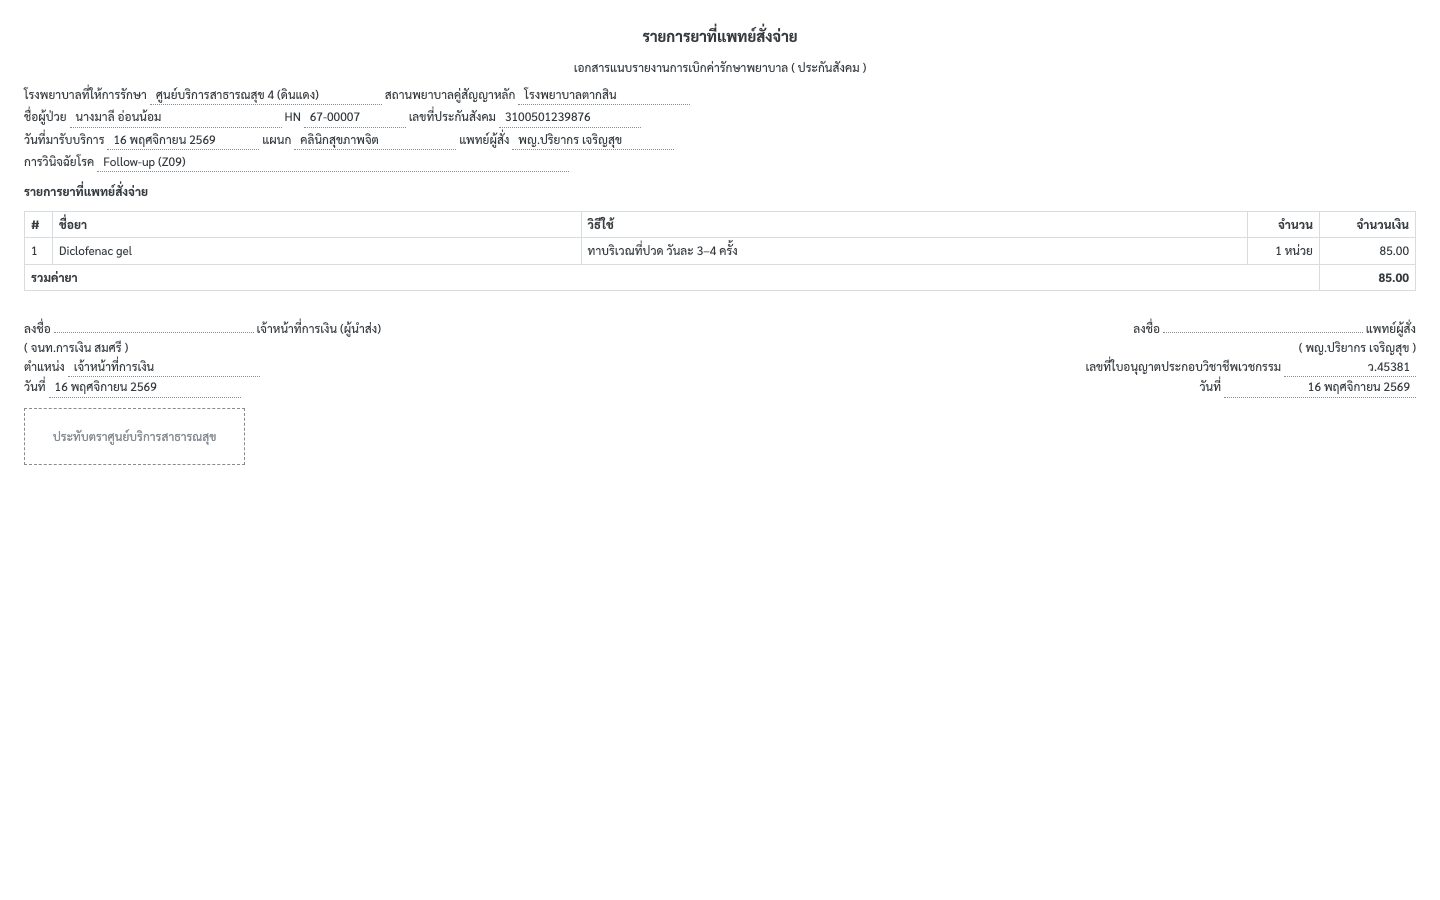 รายการยาที่แพทย์สั่งจ่าย
เอกสารแนบรายงานการเบิกค่ารักษาพยาบาล ( ประกันสังคม )
โรงพยาบาลที่ให้การรักษา ศูนย์บริการสาธารณสุข 4 (ดินแดง) สถานพยาบาลคู่สัญญาหลัก โรงพยาบาลตากสิน
ชื่อผู้ป่วย นางมาลี อ่อนน้อม HN 67-00007 เลขที่ประกันสังคม 3100501239876
วันที่มารับบริการ 16 พฤศจิกายน 2569 แผนก คลินิกสุขภาพจิต แพทย์ผู้สั่ง พญ.ปริยากร เจริญสุข
การวินิจฉัยโรค Follow-up (Z09)
รายการยาที่แพทย์สั่งจ่าย
# ชื่อยา วิธีใช้ จำนวน จำนวนเงิน
1 Diclofenac gel ทาบริเวณที่ปวด วันละ 3–4 ครั้ง 1 หน่วย 85.00
รวมค่ายา 85.00
ลงชื่อ เจ้าหน้าที่การเงิน (ผู้นำส่ง) ลงชื่อ แพทย์ผู้สั่ง
( จนท.การเงิน สมศรี ) ( พญ.ปริยากร เจริญสุข )
ตำแหน่ง เจ้าหน้าที่การเงิน เลขที่ใบอนุญาตประกอบวิชาชีพเวชกรรม ว.45381
วันที่ 16 พฤศจิกายน 2569 วันที่ 16 พฤศจิกายน 2569
ประทับตราศูนย์บริการสาธารณสุข